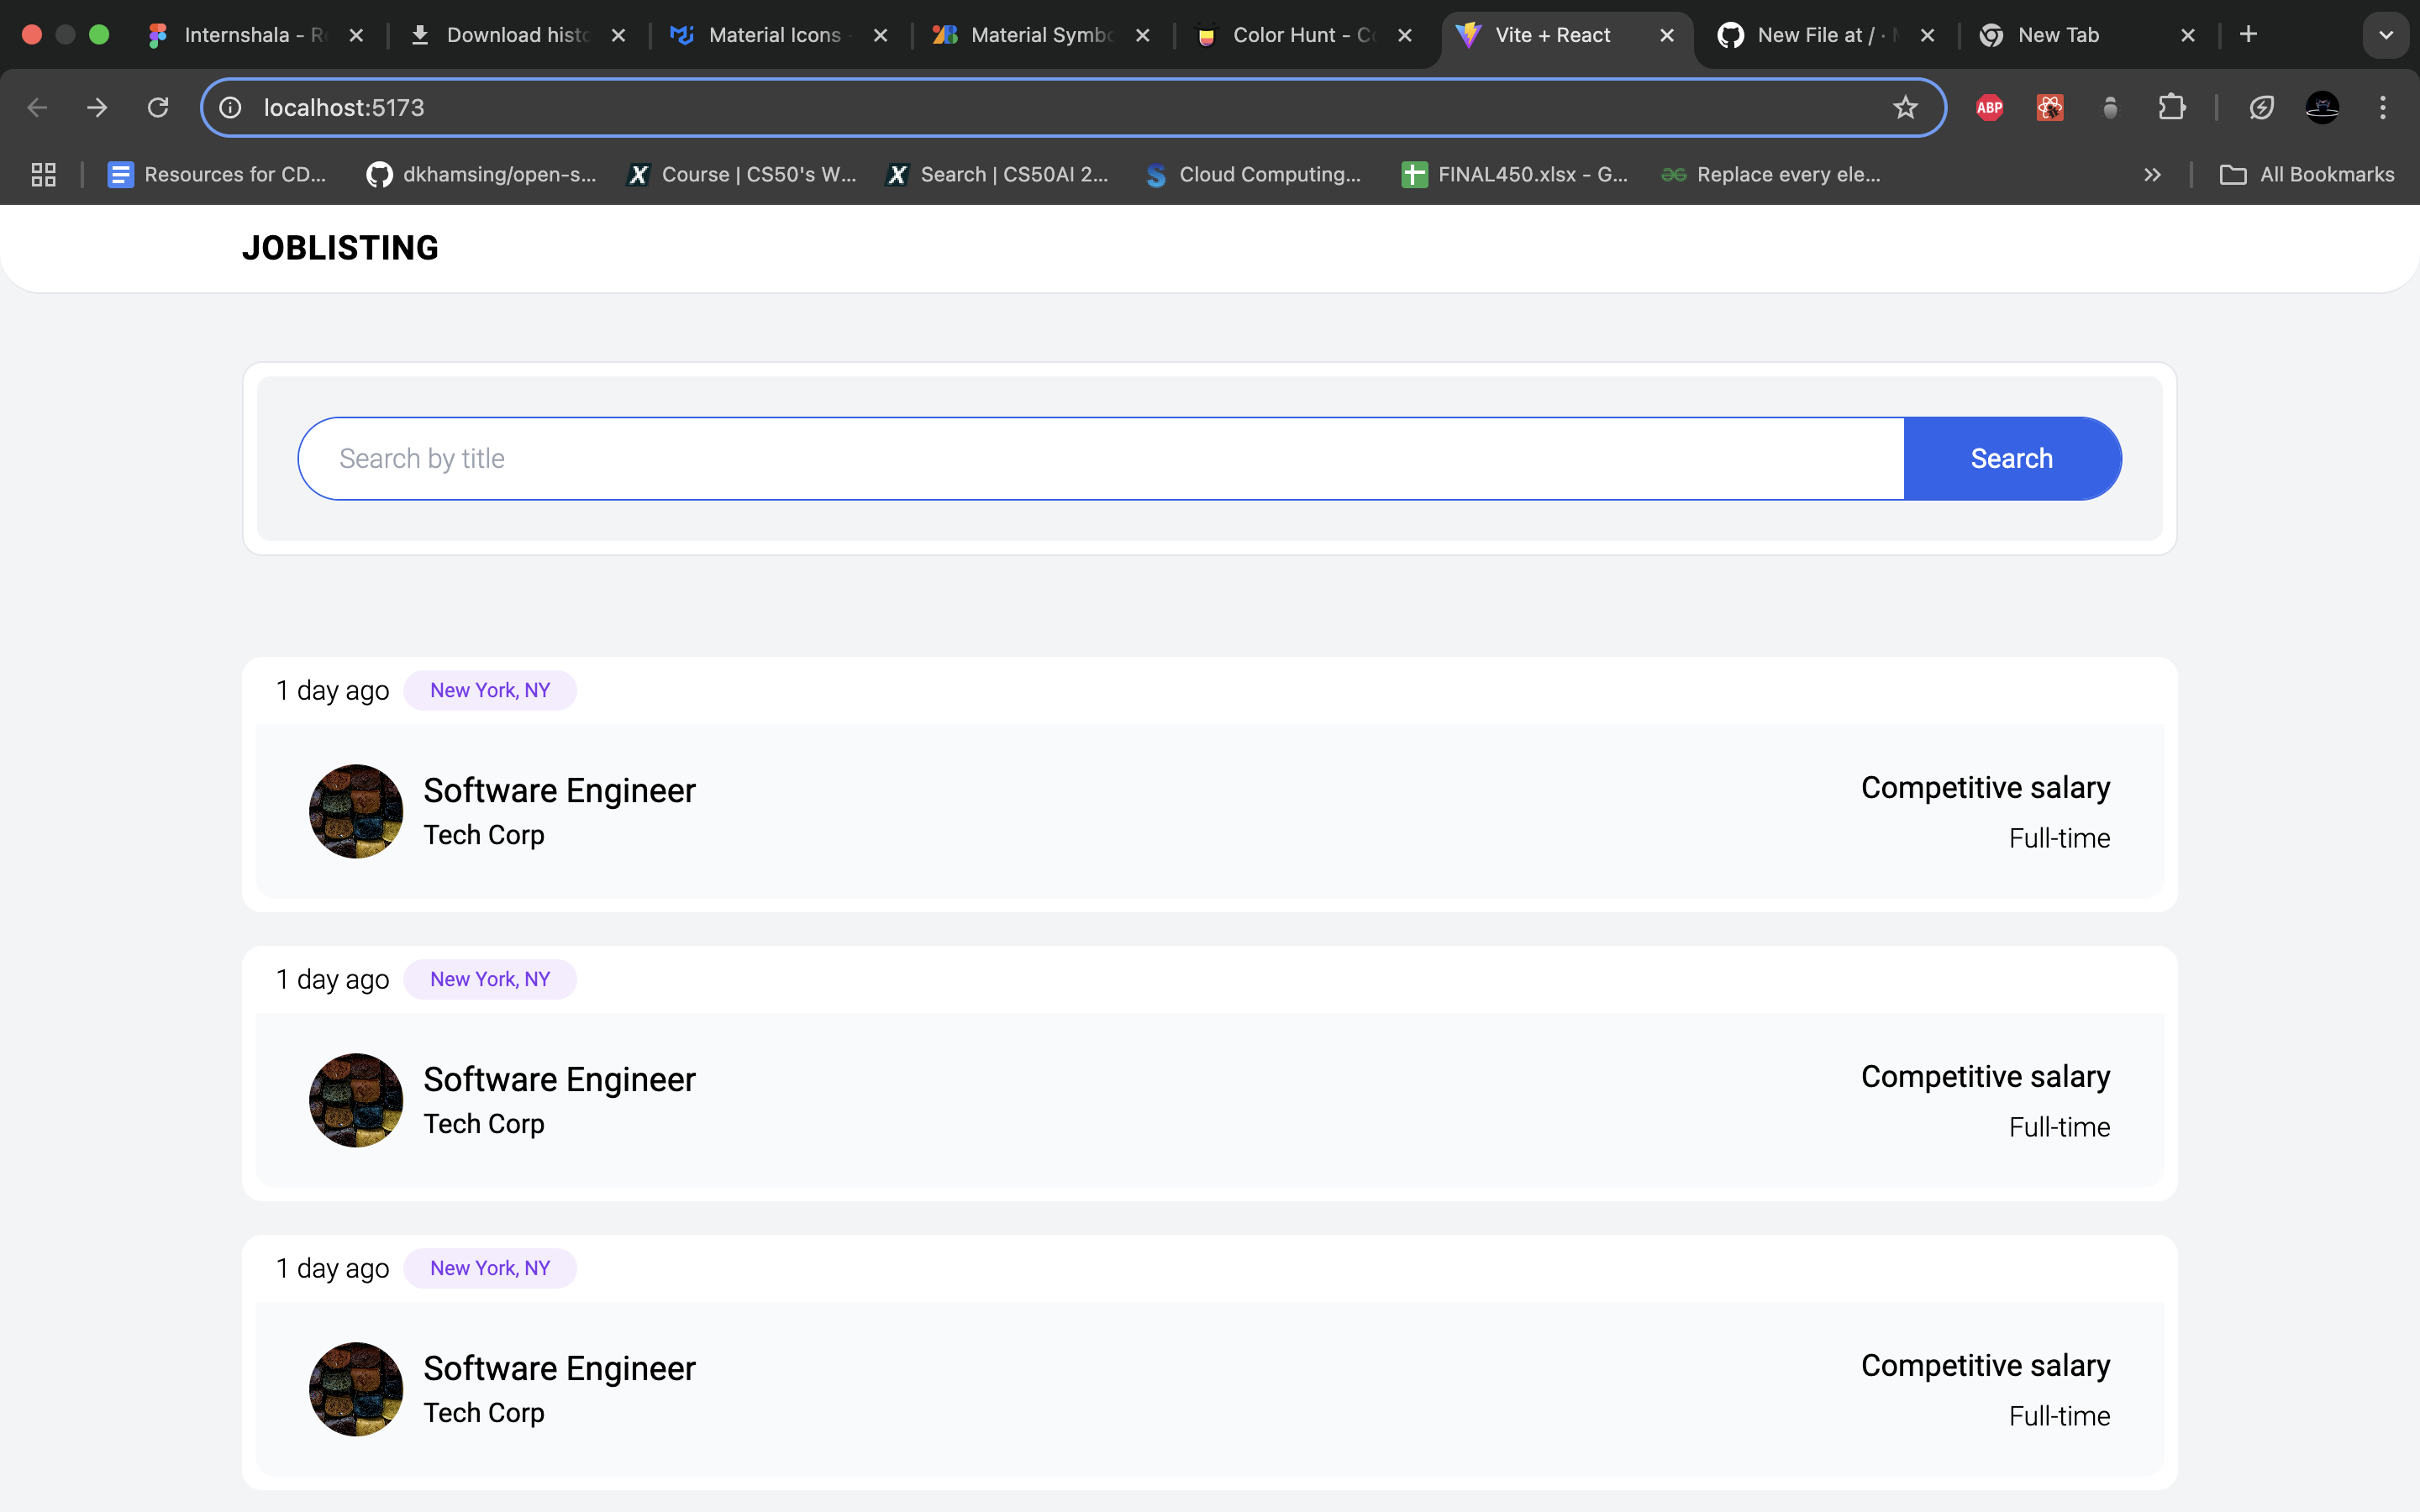 Internshala - R
Download histo
Material Icons -
Material Symbo
Color Hunt - Co
Vite + React
New File at / ·
New Tab
localhost:5173
ABP
Resources for CD...
dkhamsing/open-s...
Course | CS50's W...
Search | CS50AI 2...
Cloud Computing...
FINAL450.xlsx - G...
Replace every ele...
All Bookmarks
JOBLISTING
Search by title
Search
1 day ago
New York, NY
Software Engineer
Competitive salary
Tech Corp
Full-time
1 day ago
New York, NY
Software Engineer
Competitive salary
Tech Corp
Full-time
1 day ago
New York, NY
Software Engineer
Competitive salary
Tech Corp
Full-time